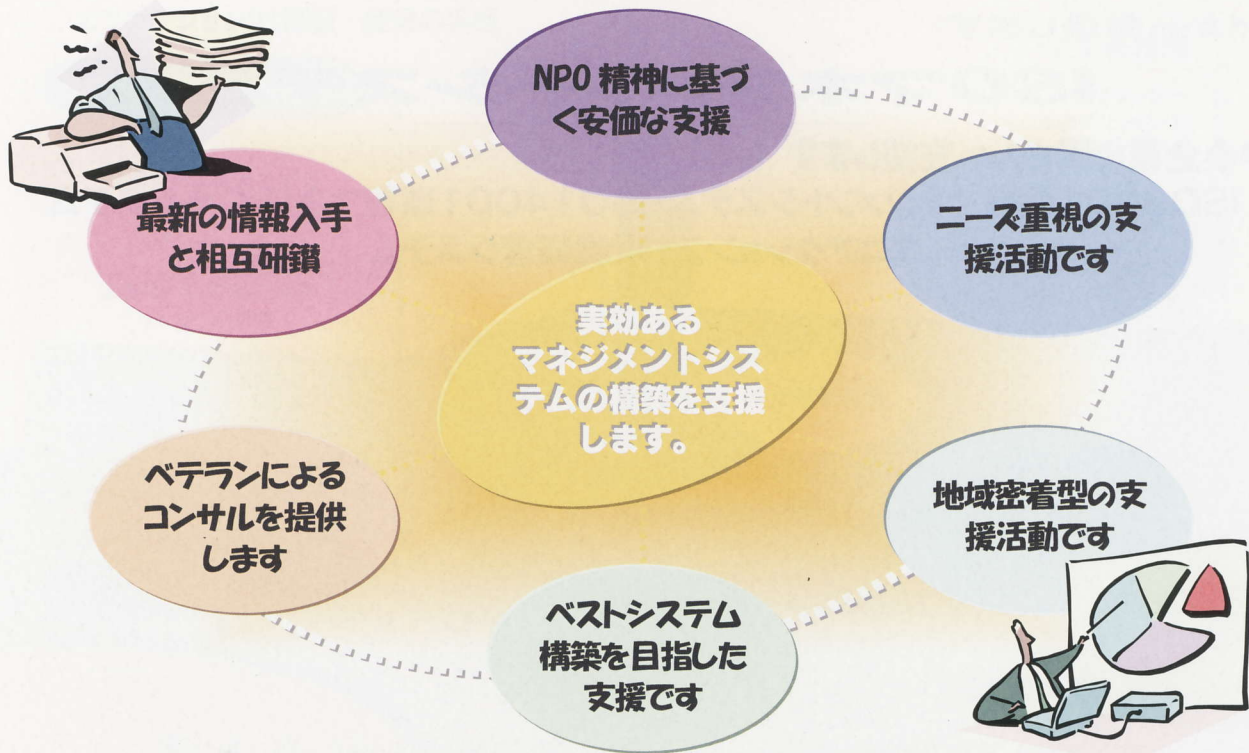 NPO 精神に基づ
く安価な支援
最新の情報入手
と相互研鑽
ニーズ重視の支
援活動です
実効ある
マネジメントシス
テムの構築を支援
します。
ベテランによる
コンサルを提供
します
地域密着型の支
援活動です
ベストシステム
構築を目指した
支援です